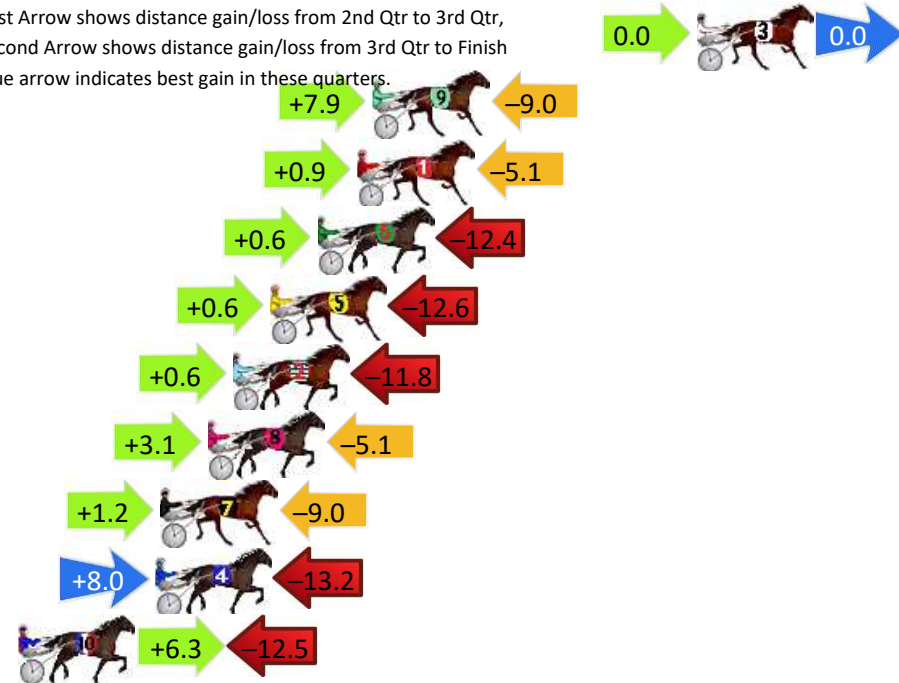 st Arrow shows distance gain/loss from 2nd Qtr to 3rd Qtr,
cond Arrow shows distance gain/loss from 3rd Qtr to Finish
ue arrow indicates best gain in these quarters.
0.0 3 0.0
+7.9 9 –9.0
+0.9 1 –5.1
+0.6 6 –12.4
+0.6 5 –12.6
+0.6 2 –11.8
+3.1 8 –5.1
+1.2 7 –9.0
+8.0 4 –13.2
10 +6.3 –12.5